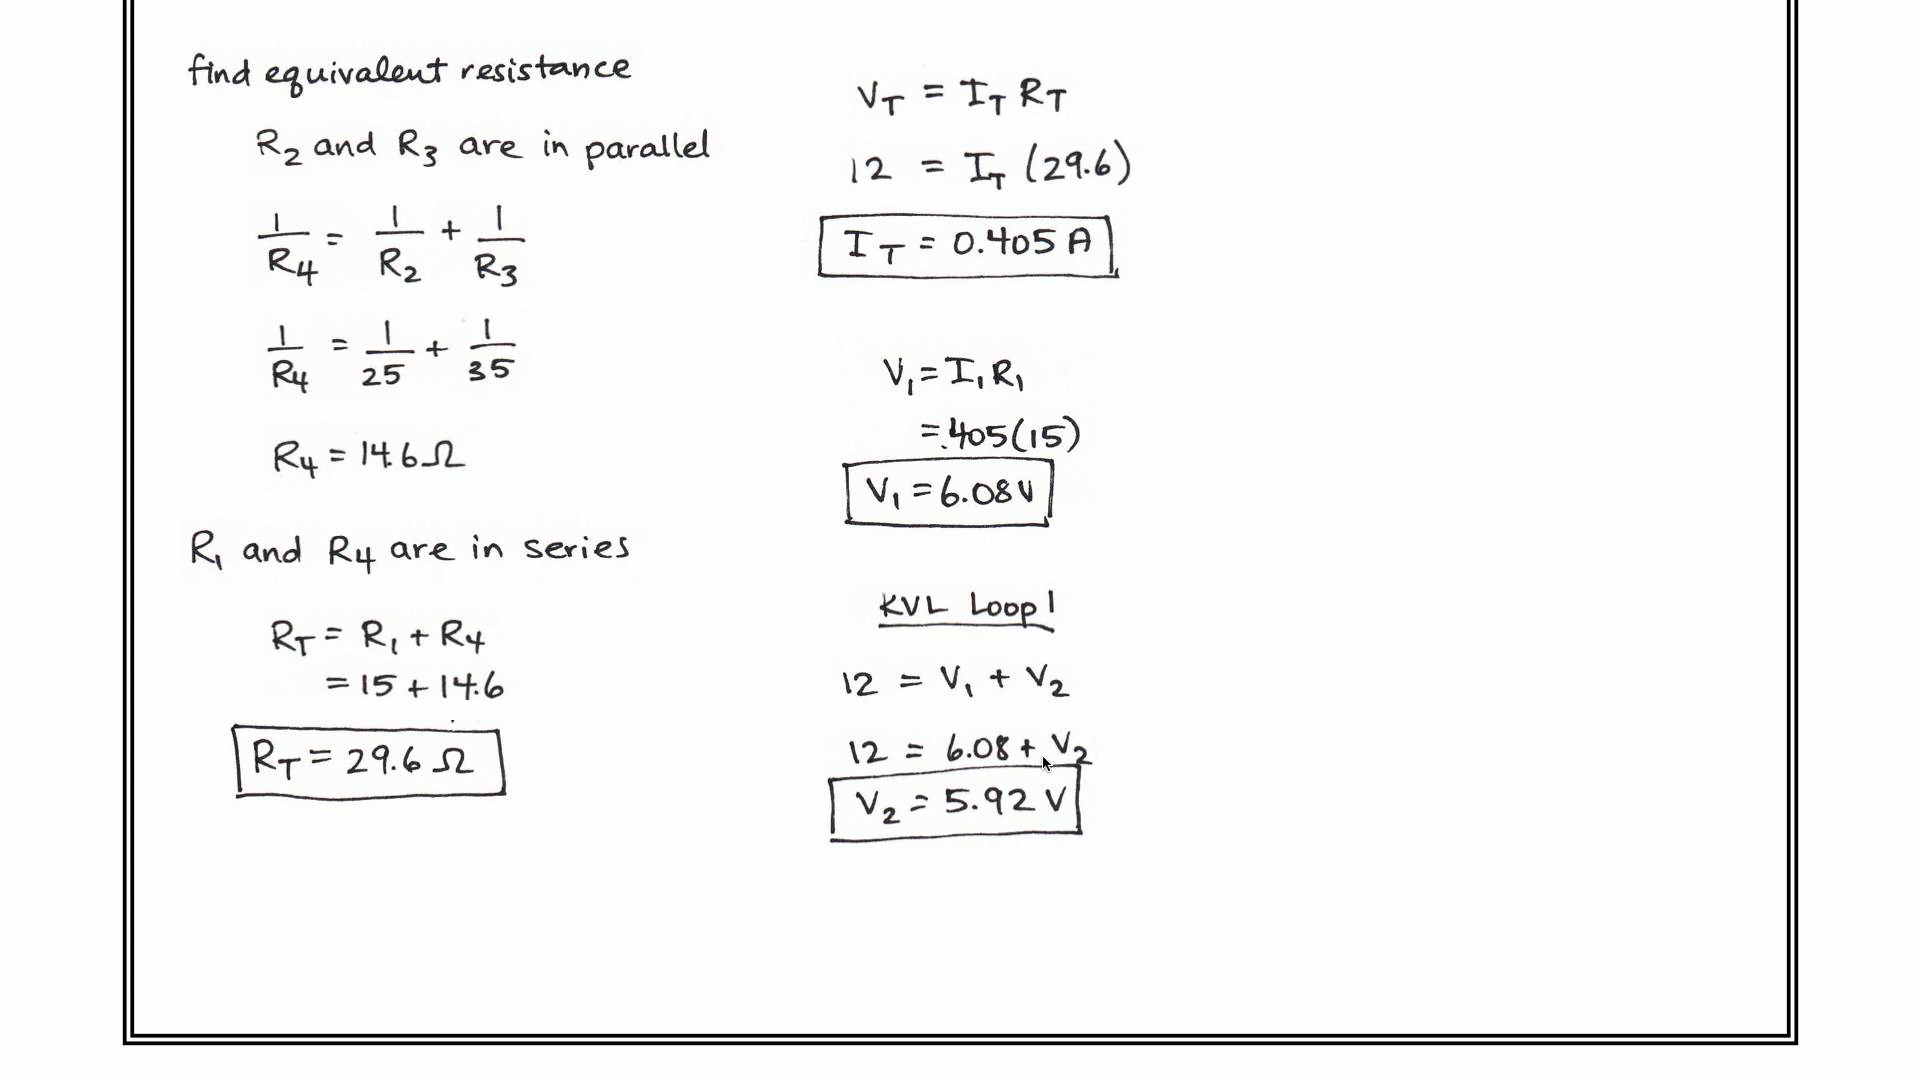 find equivalent resistance
R2 and R3 are in parallel
1/R4 = 1/R2 + 1/R3
1/R4 = 1/25 + 1/35
R4 = 14.6 Ω
R1 and R4 are in series
RT = R1 + R4
= 15 + 14.6
RT = 29.6 Ω
VT = IT RT
12 = IT (29.6)
IT = 0.405 A
V1 = I1 R1
= .405(15)
V1 = 6.08 V
KVL Loop 1
12 = V1 + V2
12 = 6.08 + V2
V2 = 5.92 V